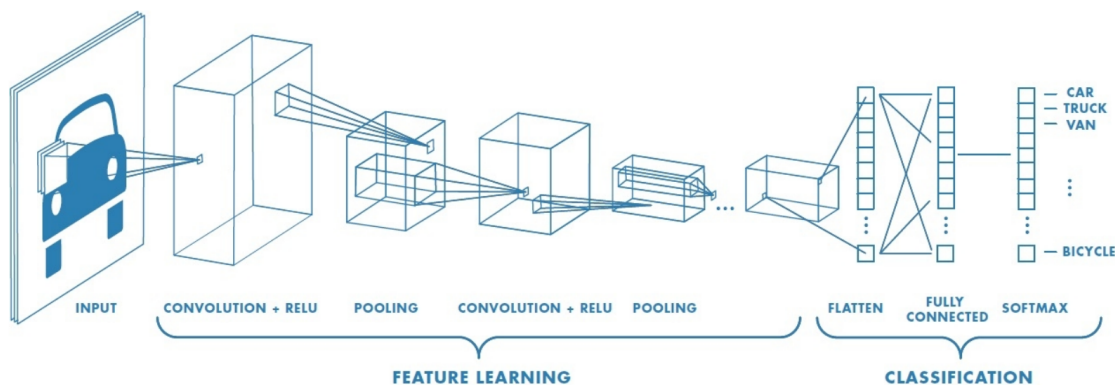 CAR
TRUCK
VAN
BICYCLE
INPUT
CONVOLUTION + RELU
POOLING
CONVOLUTION + RELU
POOLING
FLATTEN
FULLY
CONNECTED
SOFTMAX
FEATURE LEARNING
CLASSIFICATION